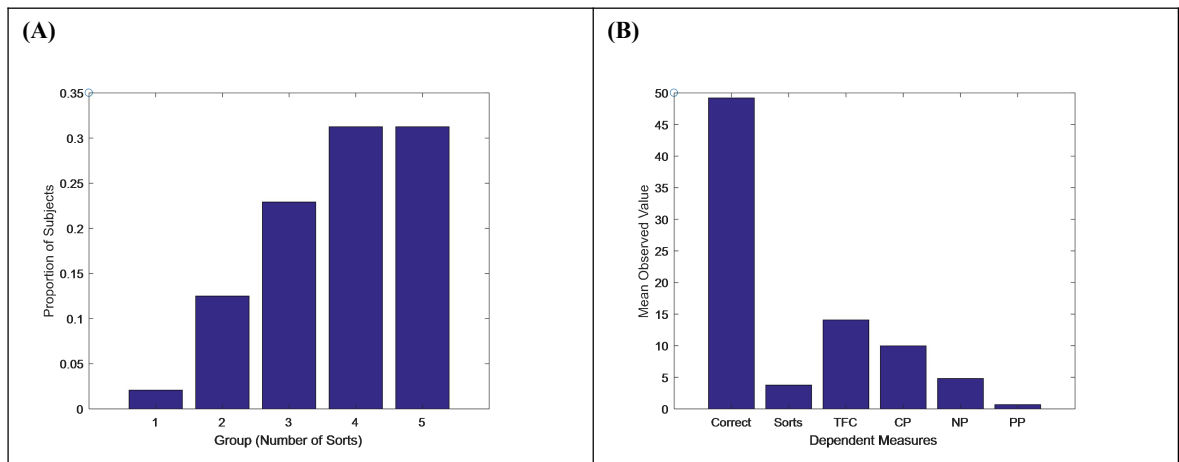 (A)
0.35
0.3
0.25
0.2
0.15
0.1
0.05
0
Proportion of Subjects
1 2 3 4 5
Group (Number of Sorts)
(B)
50
45
40
35
30
25
20
15
10
5
0
Mean Observed Value
Correct Sorts TFC CP NP PP
Dependent Measures